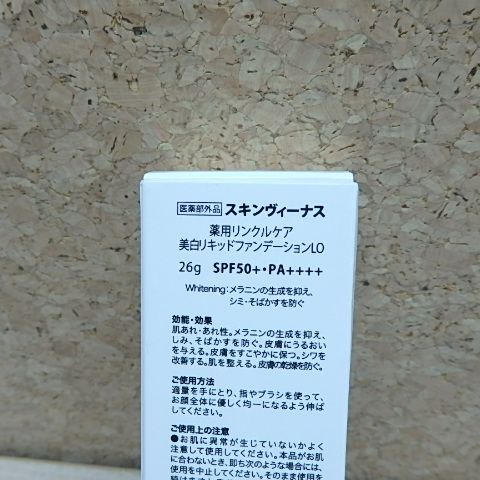 医薬部外品 スキンヴィーナス
薬用リンクルケア
美白リキッドファンデーションLO
26g SPF50+・PA++++
Whitening:メラニンの生成を抑え、
シミ・そばかすを防ぐ
効能・効果
肌あれ・あれ性。メラニンの生成を抑え、
しみ、そばかすを防ぐ。皮膚にうるおい
を与える。皮膚をすこやかに保つ。シワを
改善する。肌を整える。皮膚の乾燥を防ぐ。
ご使用方法
適量を手にとり、指やブラシを使って、
お顔全体に優しく均一になるよう伸ば
してください。
ご使用上の注意
●お肌に異常が生じていないかよく
注意して使用してください。本品がお肌
に合わないとき、即ち次のような場合には、
使用を中止してください。そのまま使用を